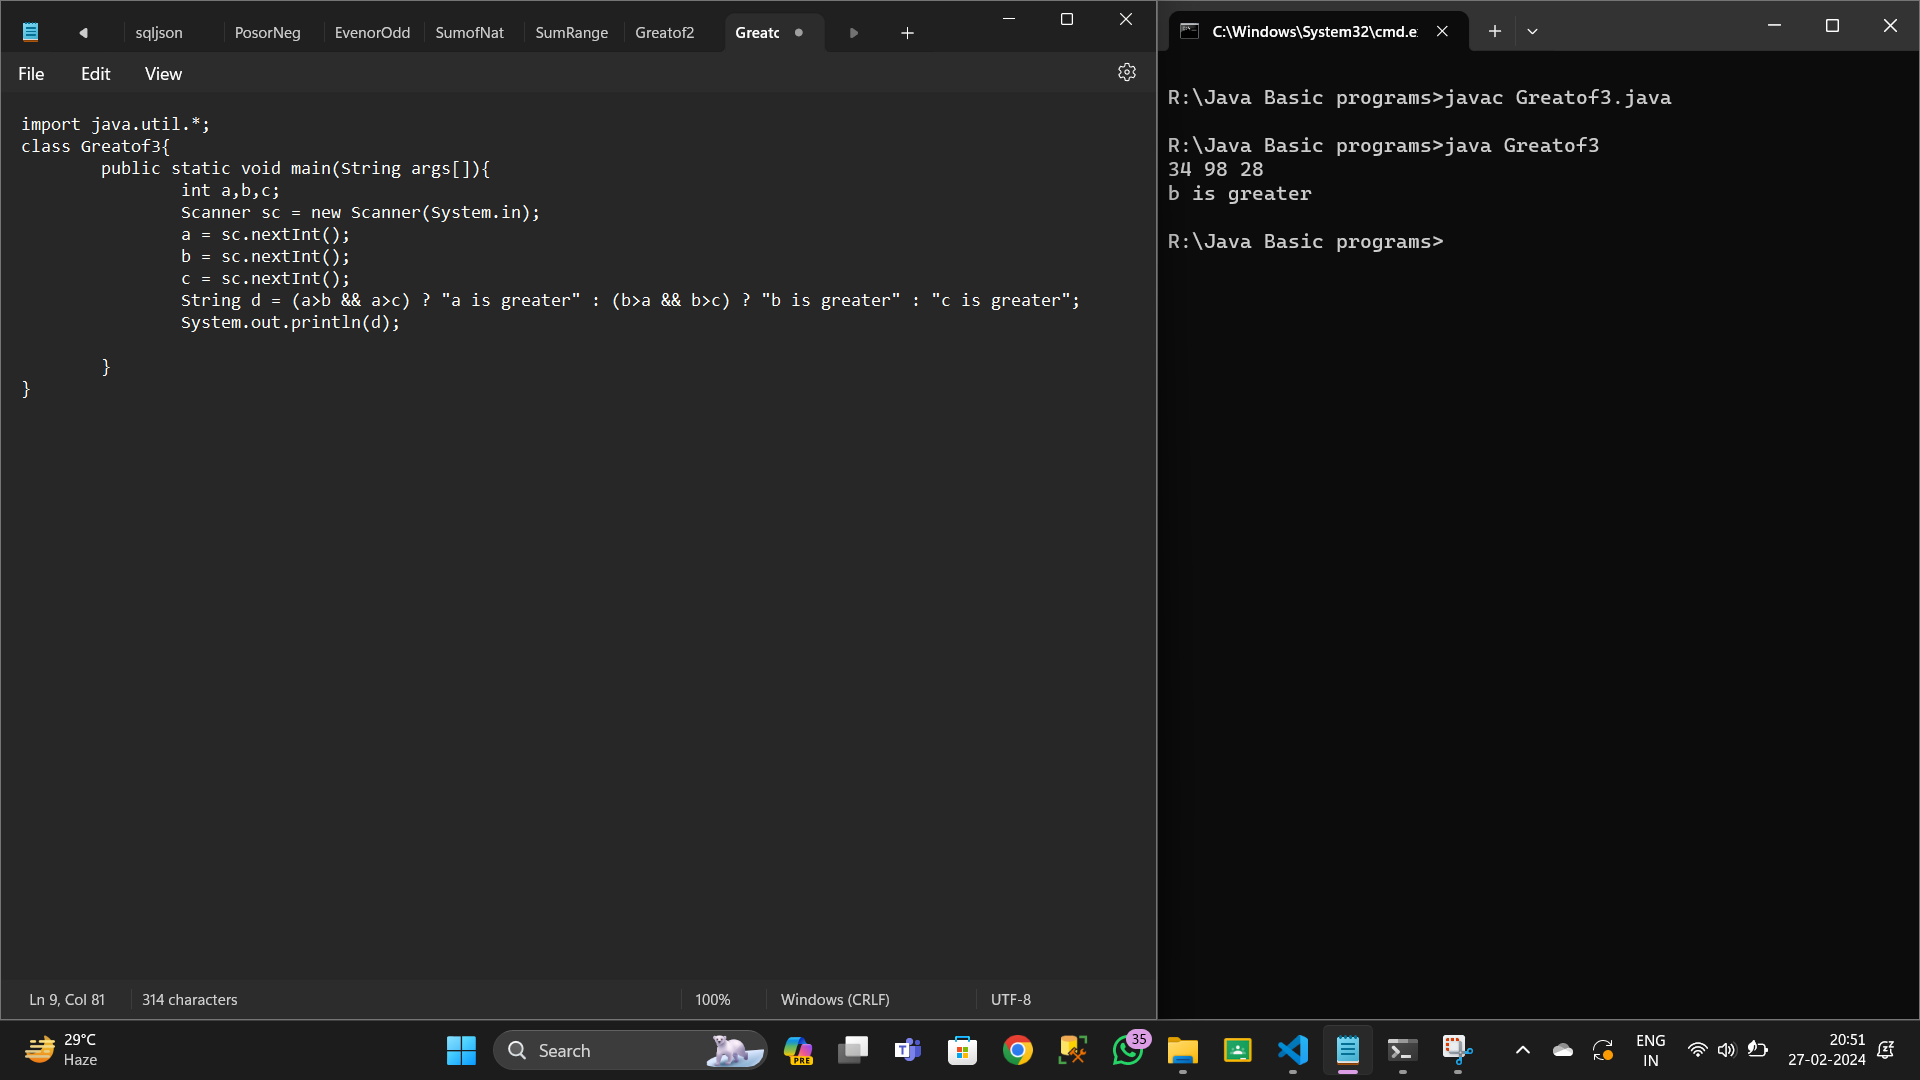 sqljson PosorNeg EvenorOdd SumofNat SumRange Greatof2 Greatc
File Edit View
import java.util.*;
class Greatof3{
public static void main(String args[]){
int a,b,c;
Scanner sc = new Scanner(System.in);
a = sc.nextInt();
b = sc.nextInt();
c = sc.nextInt();
String d = (a>b && a>c) ? "a is greater" : (b>a && b>c) ? "b is greater" : "c is greater";
System.out.println(d);
}
}
Ln 9, Col 81 314 characters 100% Windows (CRLF) UTF-8
C:\Windows\System32\cmd.e
R:\Java Basic programs>javac Greatof3.java
R:\Java Basic programs>java Greatof3
34 98 28
b is greater
R:\Java Basic programs>
29°C
Haze
Search
PRE
35
ENG
IN
20:51
27-02-2024